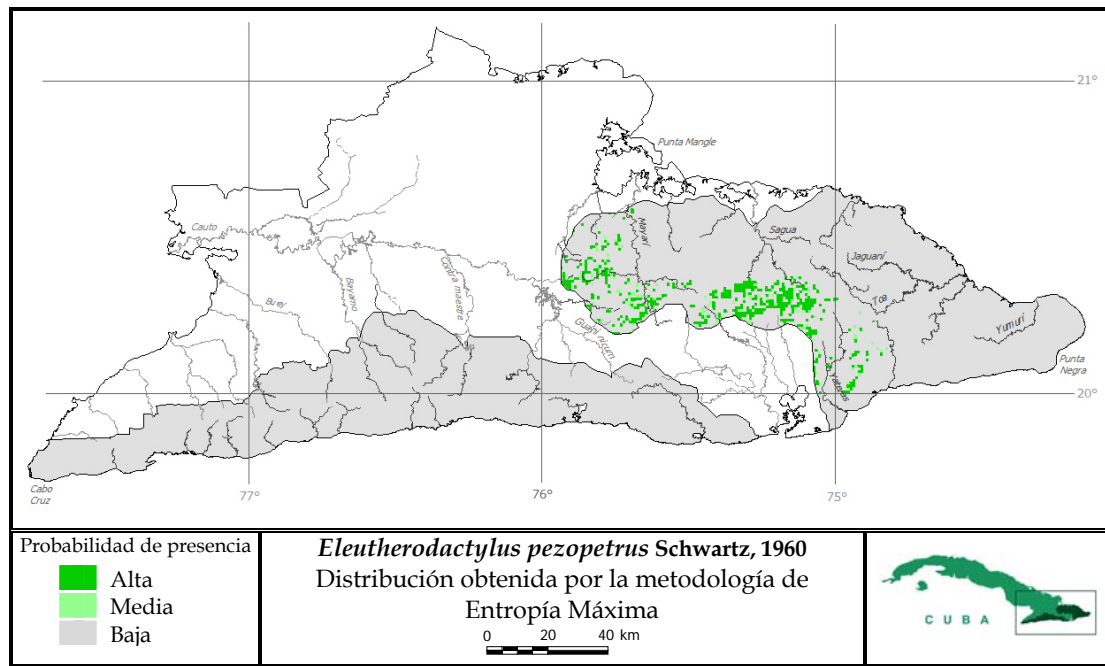 21°
Punta Mangle
Cauto
Mayarí
Sagua
Jaguaní
Contra maestre
Bayamo
Buey
Toa
Guani nicum
Yumurí
Punta
Negra
Yateras
20°
Cabo
Cruz
77°
76°
75°
Probabilidad de presencia
Alta
Media
Baja
Eleutherodactylus pezopetrus Schwartz, 1960
Distribución obtenida por la metodología de
Entropía Máxima
0 20 40 km
CUBA